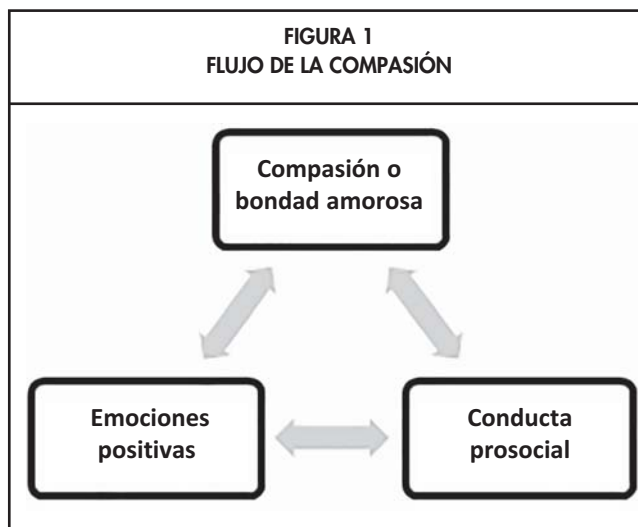 FIGURA 1
FLUJO DE LA COMPASIÓN
Compasión o
bondad amorosa
Emociones
positivas
Conducta
prosocial